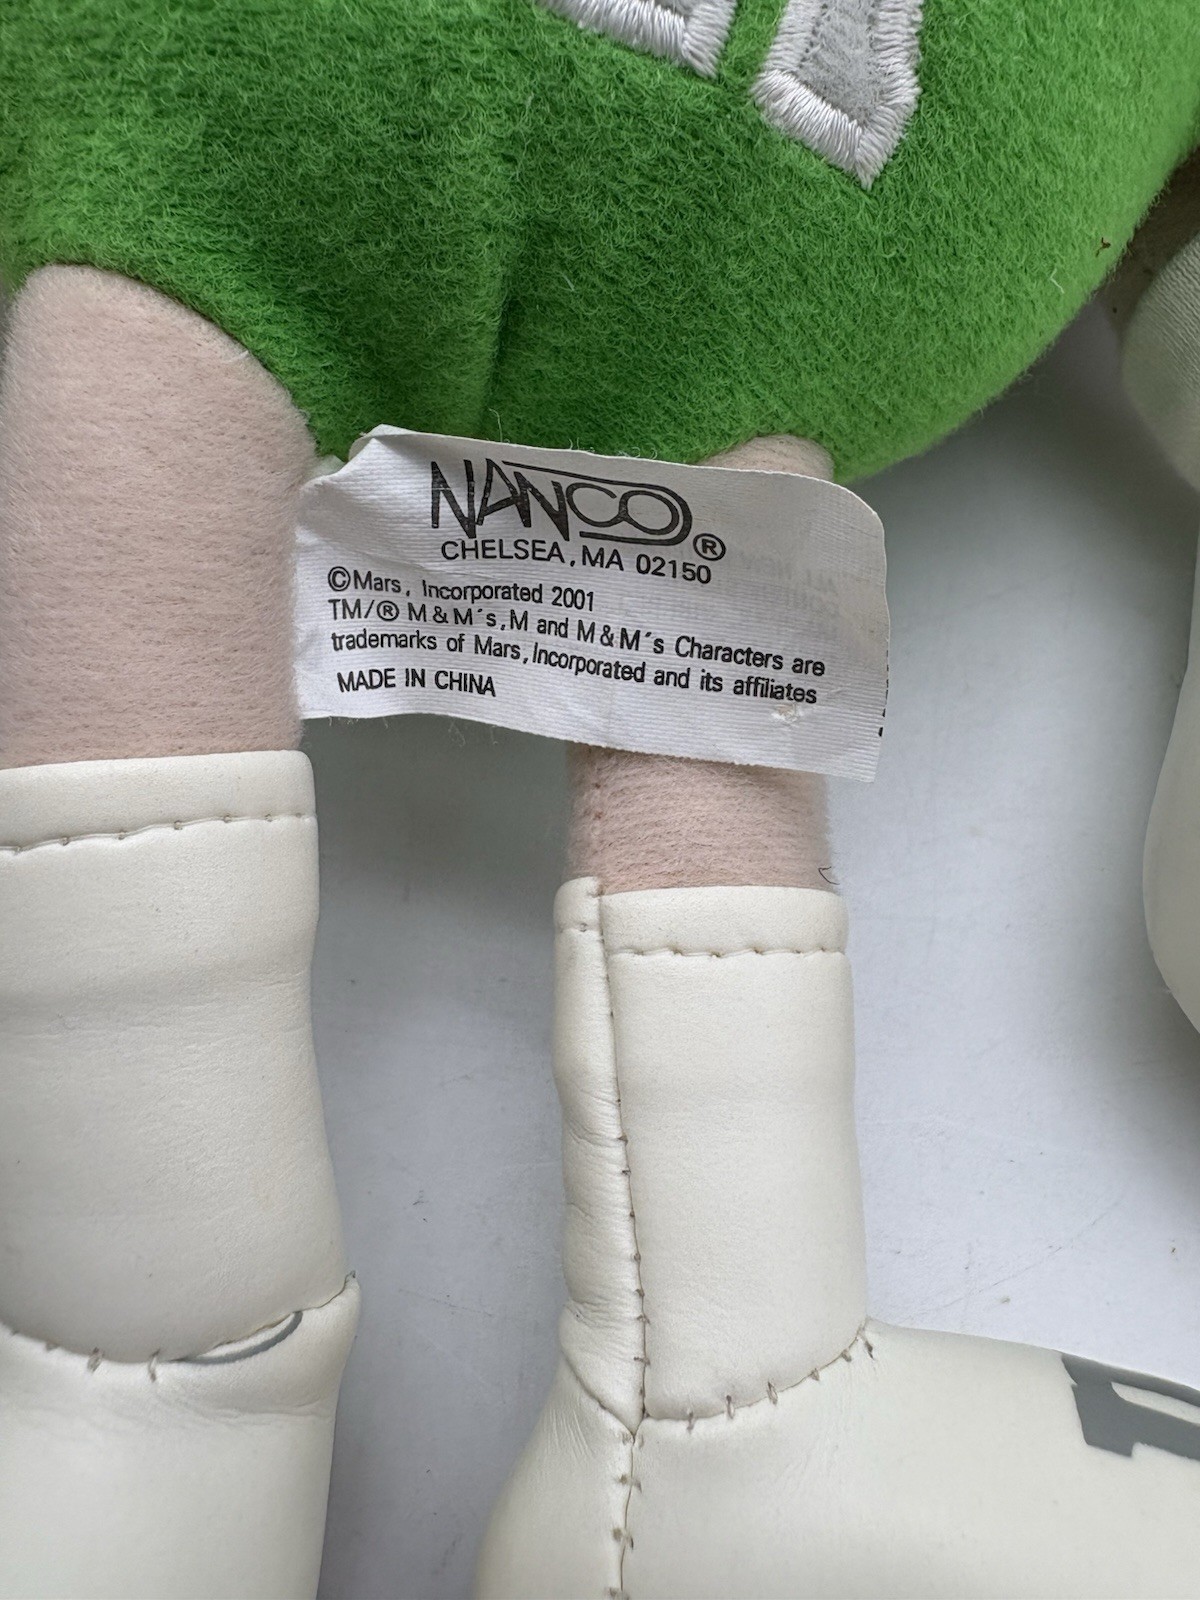 NANCO®
CHELSEA, MA 02150
©Mars, Incorporated 2001
TM/® M&M´s, M and M&M´s Characters are
trademarks of Mars, Incorporated and its affiliates
MADE IN CHINA